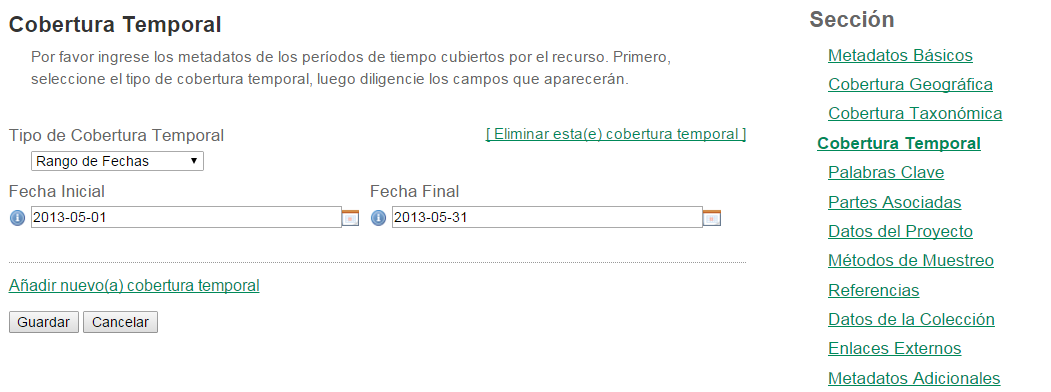 Cobertura Temporal
Por favor ingrese los metadatos de los períodos de tiempo cubiertos por el recurso. Primero,
seleccione el tipo de cobertura temporal, luego diligencie los campos que aparecerán.
Tipo de Cobertura Temporal
[ Eliminar esta(e) cobertura temporal ]
Rango de Fechas
Fecha Inicial
Fecha Final
2013-05-01
2013-05-31
Añadir nuevo(a) cobertura temporal
Guardar
Cancelar
Sección
Metadatos Básicos
Cobertura Geográfica
Cobertura Taxonómica
Cobertura Temporal
Palabras Clave
Partes Asociadas
Datos del Proyecto
Métodos de Muestreo
Referencias
Datos de la Colección
Enlaces Externos
Metadatos Adicionales